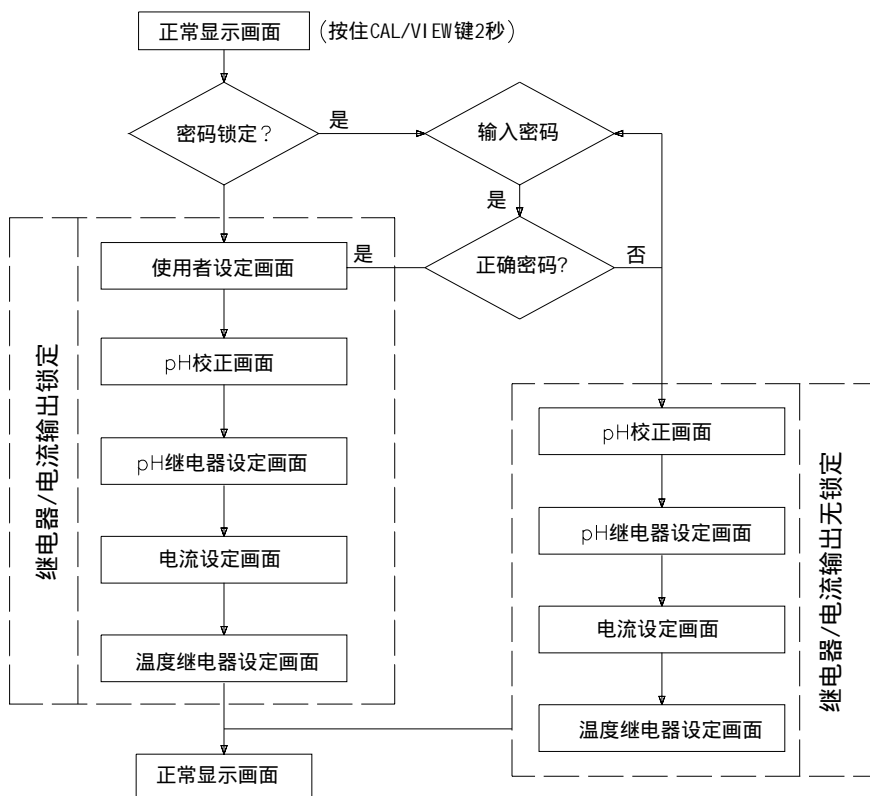 正常显示画面
(按住CAL/VIEW键2秒)
密码锁定？
是
输入密码
是
使用者设定画面
是
正确密码？
否
继电器/电流输出锁定
pH校正画面
pH继电器设定画面
电流设定画面
温度继电器设定画面
pH校正画面
pH继电器设定画面
电流设定画面
温度继电器设定画面
继电器/电流输出无锁定
正常显示画面